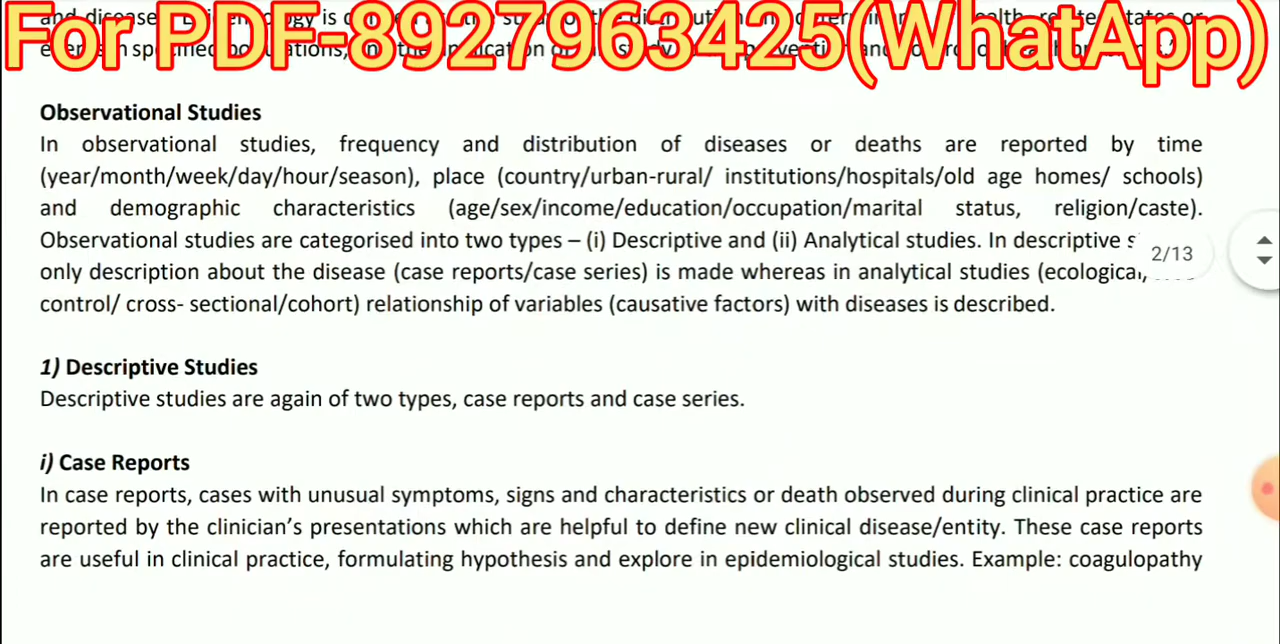 For PDF-8927963425(WhatApp)
Observational Studies
In observational studies, frequency and distribution of diseases or deaths are reported by time
(year/month/week/day/hour/season), place (country/urban-rural/ institutions/hospitals/old age homes/ schools)
and demographic characteristics (age/sex/income/education/occupation/marital status, religion/caste).
Observational studies are categorised into two types – (i) Descriptive and (ii) Analytical studies. In descriptive
2/13
only description about the disease (case reports/case series) is made whereas in analytical studies (ecological,
control/ cross- sectional/cohort) relationship of variables (causative factors) with diseases is described.
1) Descriptive Studies
Descriptive studies are again of two types, case reports and case series.
i) Case Reports
In case reports, cases with unusual symptoms, signs and characteristics or death observed during clinical practice are
reported by the clinician’s presentations which are helpful to define new clinical disease/entity. These case reports
are useful in clinical practice, formulating hypothesis and explore in epidemiological studies. Example: coagulopathy